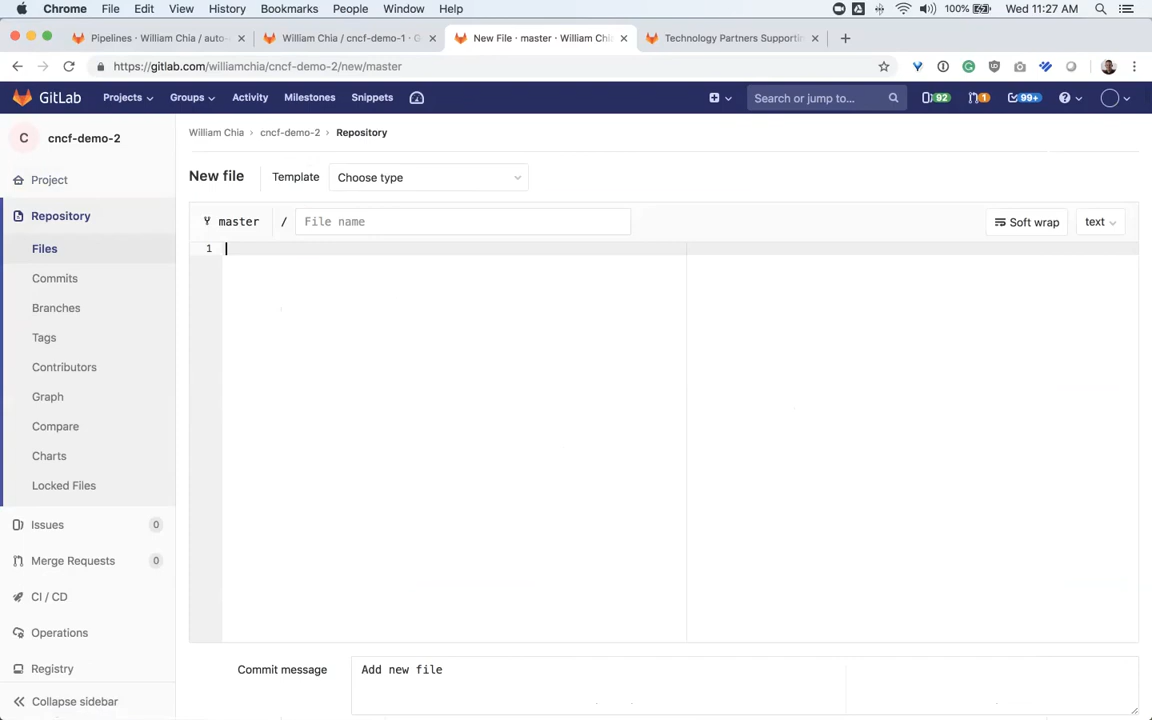 Chrome File Edit View History Bookmarks People Window Help 100% Wed 11:27 AM
Pipelines · William Chia / auto- William Chia / cncf-demo-1 · G New File · master · William Chi Technology Partners Supportin
https://gitlab.com/williamchia/cncf-demo-2/new/master
GitLab Projects Groups Activity Milestones Snippets Search or jump to... 92 1 99+
C cncf-demo-2
William Chia › cncf-demo-2 › Repository
Project
New file Template Choose type
Repository
master / File name Soft wrap text
Files
1
Commits
Branches
Tags
Contributors
Graph
Compare
Charts
Locked Files
Issues 0
Merge Requests 0
CI / CD
Operations
Registry
Commit message Add new file
Collapse sidebar